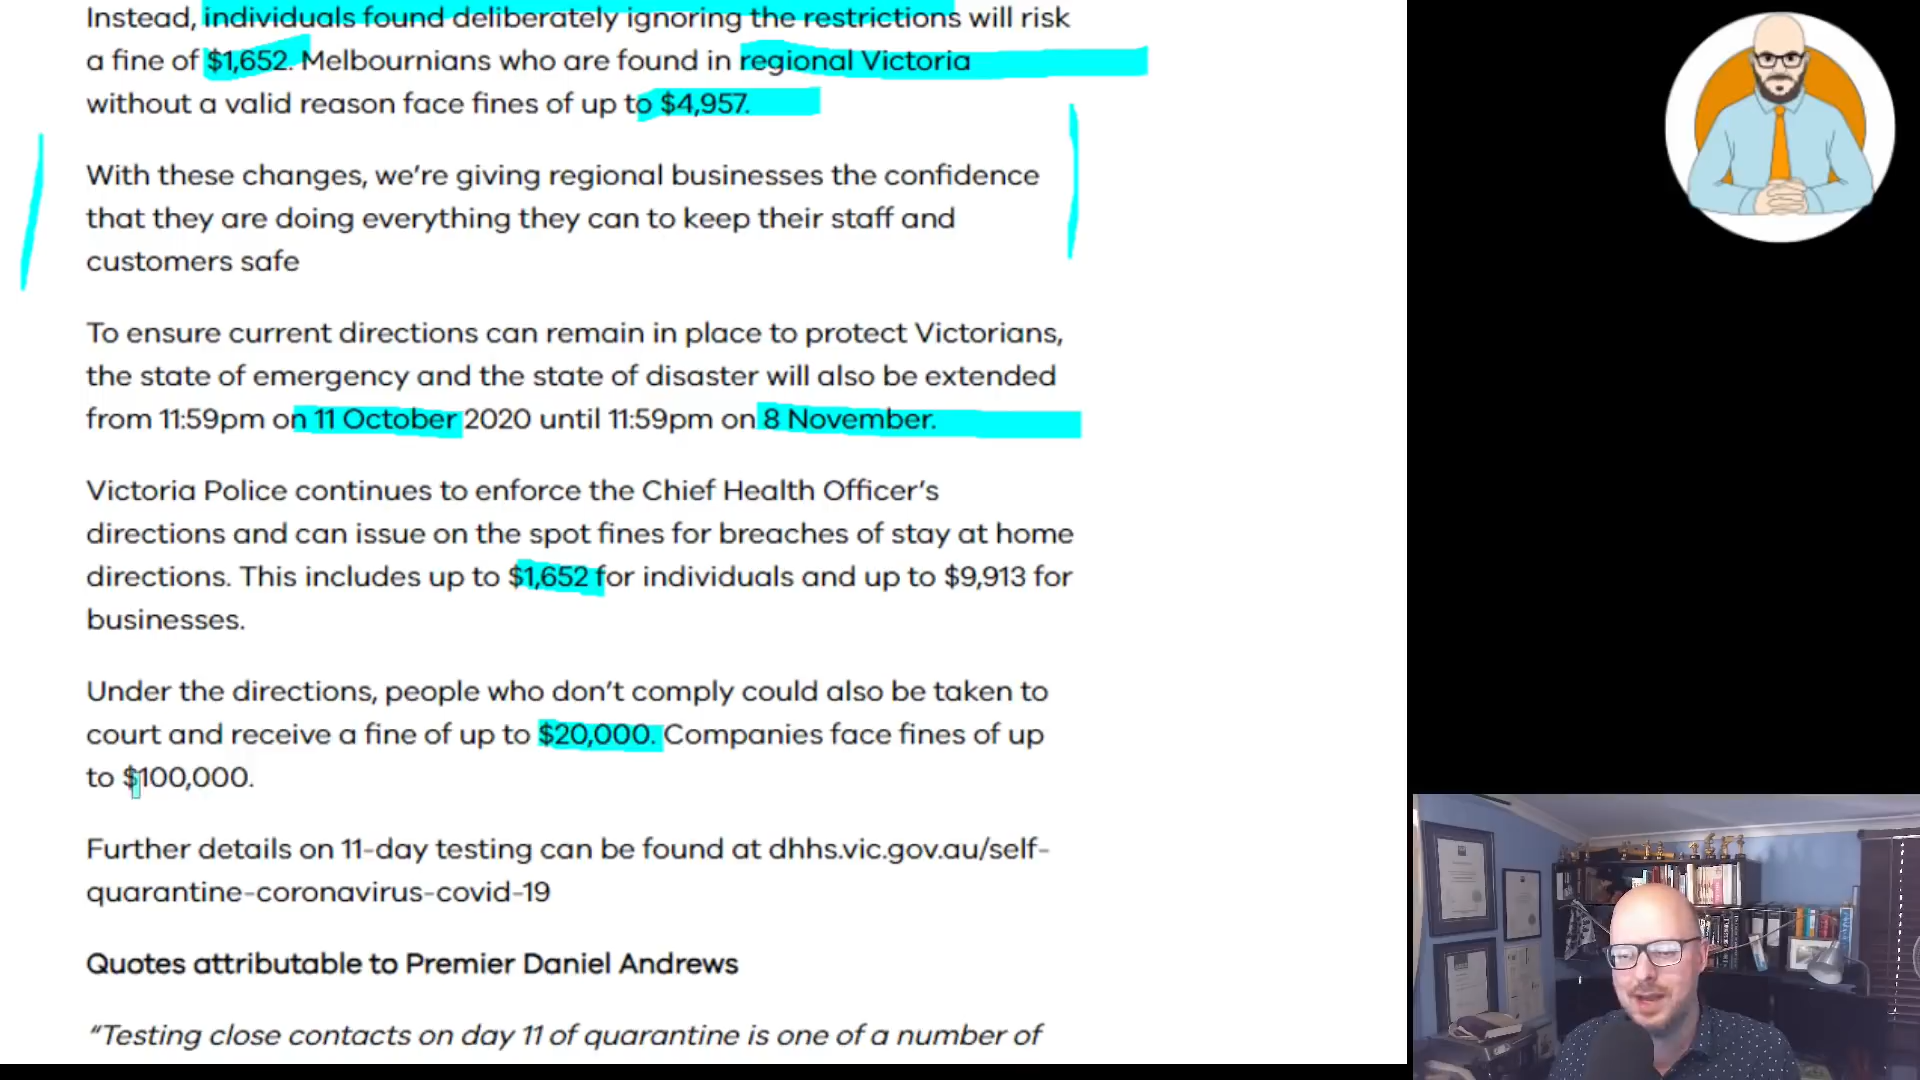 Instead, individuals found deliberately ignoring the restrictions will risk
a fine of $1,652. Melbournians who are found in regional Victoria
without a valid reason face fines of up to $4,957.
With these changes, we’re giving regional businesses the confidence
that they are doing everything they can to keep their staff and
customers safe
To ensure current directions can remain in place to protect Victorians,
the state of emergency and the state of disaster will also be extended
from 11:59pm on 11 October 2020 until 11:59pm on 8 November.
Victoria Police continues to enforce the Chief Health Officer’s
directions and can issue on the spot fines for breaches of stay at home
directions. This includes up to $1,652 for individuals and up to $9,913 for
businesses.
Under the directions, people who don’t comply could also be taken to
court and receive a fine of up to $20,000. Companies face fines of up
to $100,000.
Further details on 11-day testing can be found at dhhs.vic.gov.au/self-
quarantine-coronavirus-covid-19
Quotes attributable to Premier Daniel Andrews
“Testing close contacts on day 11 of quarantine is one of a number of